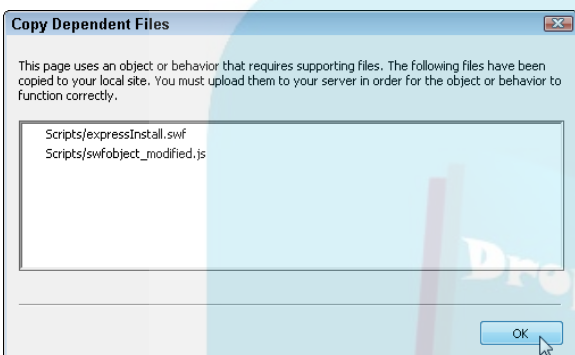 Copy Dependent Files
This page uses an object or behavior that requires supporting files. The following files have been
copied to your local site. You must upload them to your server in order for the object or behavior to
function correctly.
Scripts/expressInstall.swf
Scripts/swfobject_modified.js
Drop
OK